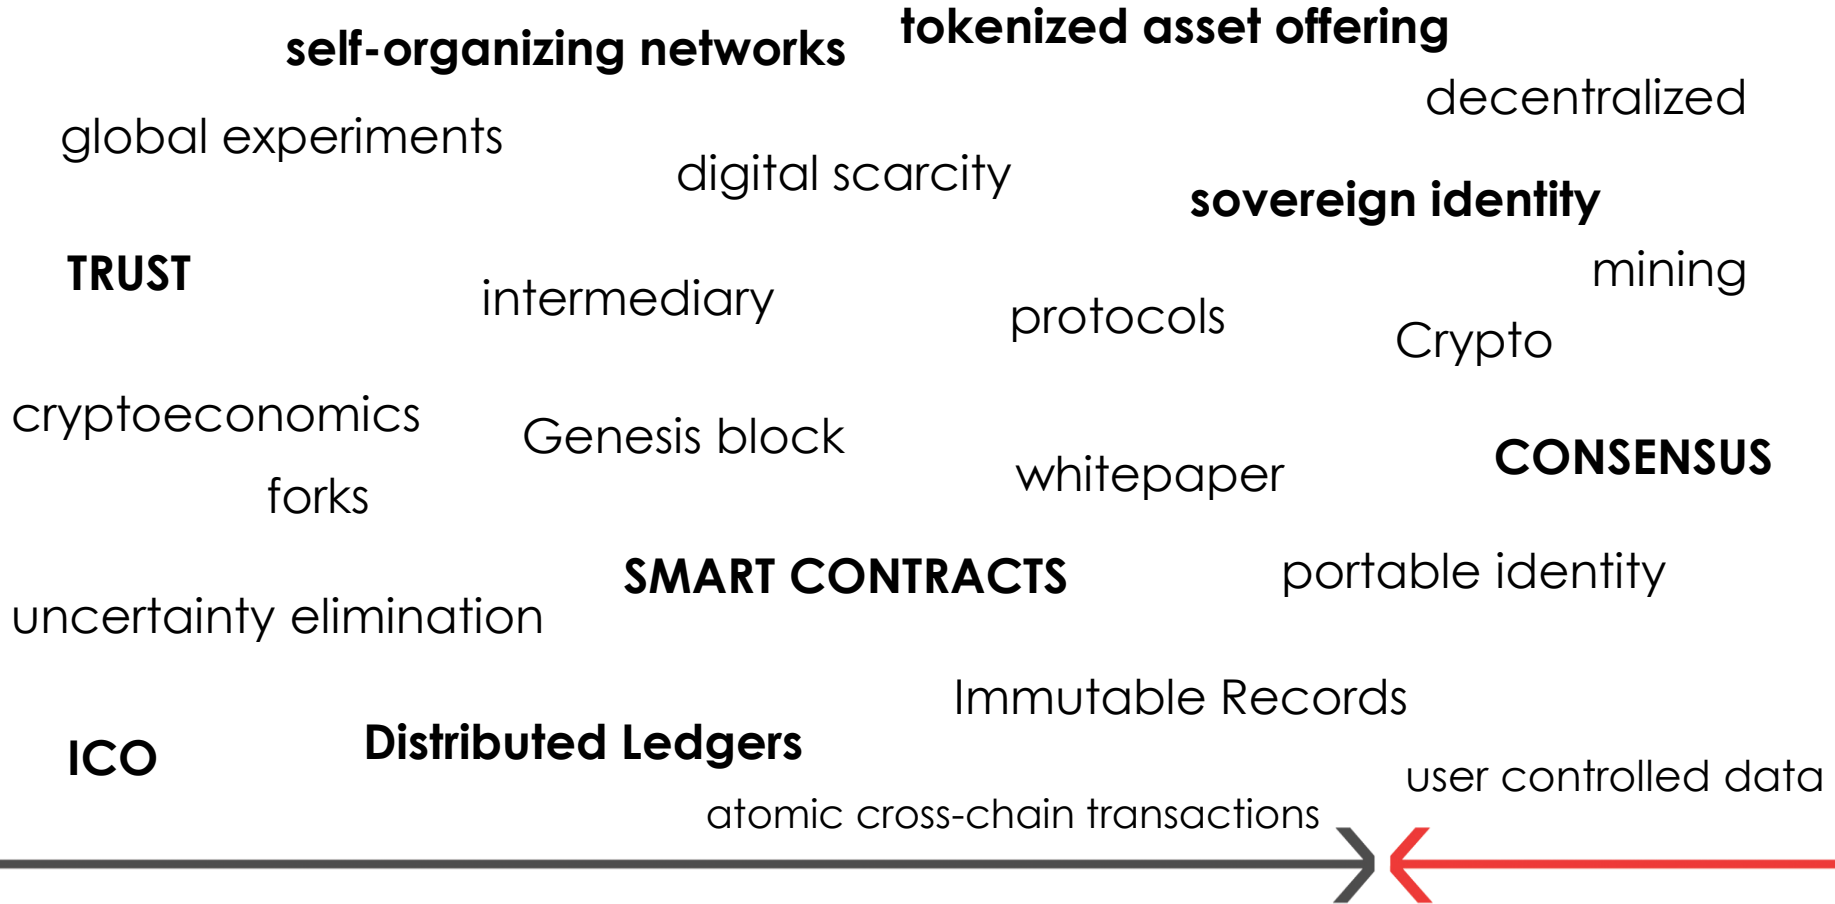 self-organizing networks
tokenized asset offering
decentralized
global experiments
digital scarcity
sovereign identity
TRUST
intermediary
protocols
mining
Crypto
cryptoeconomics
Genesis block
whitepaper
CONSENSUS
forks
SMART CONTRACTS
portable identity
uncertainty elimination
Immutable Records
ICO
Distributed Ledgers
user controlled data
atomic cross-chain transactions